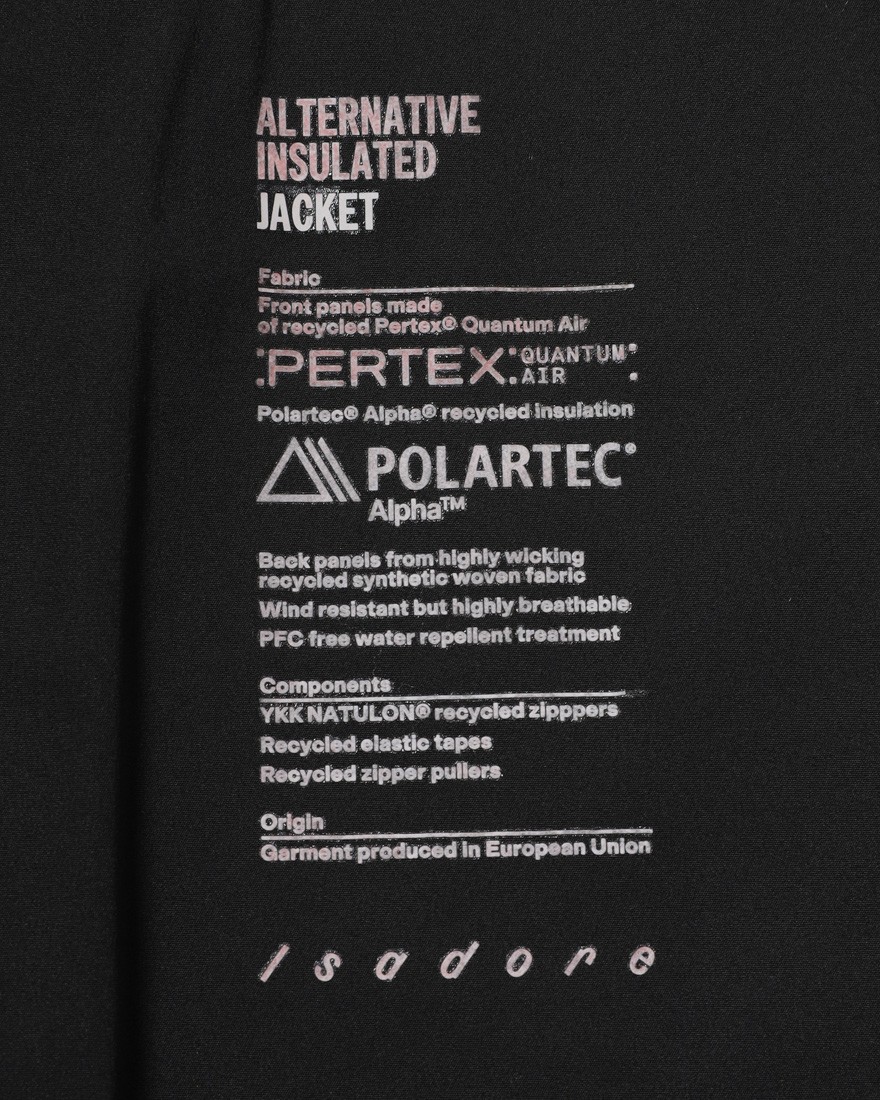 ALTERNATIVE
INSULATED
JACKET
Fabric
Front panels made
of recycled Pertex® Quantum Air
PERTEX QUANTUM
AIR
Polartec® Alpha® recycled insulation
POLARTEC®
Alpha™
Back panels from highly wicking
recycled synthetic woven fabric
Wind resistant but highly breathable
PFC free water repellent treatment
Components
YKK NATULON® recycled zipppers
Recycled elastic tapes
Recycled zipper pullers
Origin
Garment produced in European Union
Isadore